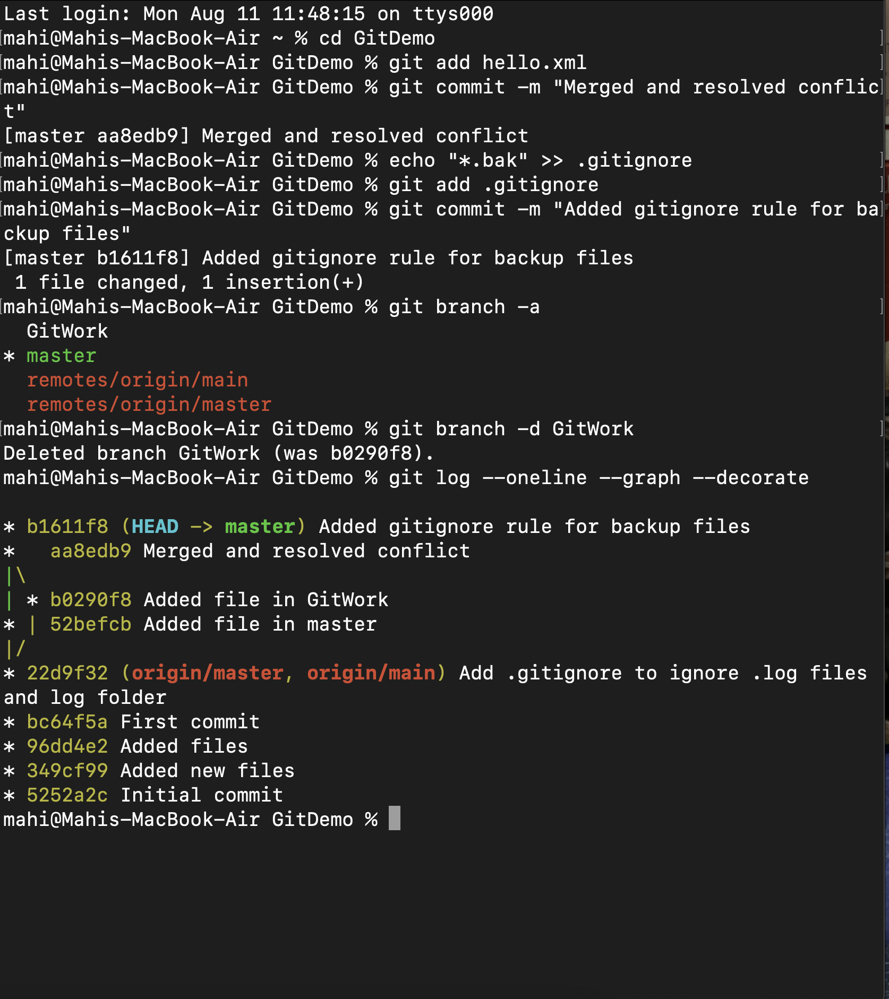 Last login: Mon Aug 11 11:48:15 on ttys000
[mahi@Mahis-MacBook-Air ~ % cd GitDemo ]
[mahi@Mahis-MacBook-Air GitDemo % git add hello.xml ]
[mahi@Mahis-MacBook-Air GitDemo % git commit -m "Merged and resolved conflic]
t"
[master aa8edb9] Merged and resolved conflict
[mahi@Mahis-MacBook-Air GitDemo % echo "*.bak" >> .gitignore ]
[mahi@Mahis-MacBook-Air GitDemo % git add .gitignore ]
[mahi@Mahis-MacBook-Air GitDemo % git commit -m "Added gitignore rule for ba]
ckup files"
[master b1611f8] Added gitignore rule for backup files
 1 file changed, 1 insertion(+)
[mahi@Mahis-MacBook-Air GitDemo % git branch -a ]
  GitWork
* master
  remotes/origin/main
  remotes/origin/master
[mahi@Mahis-MacBook-Air GitDemo % git branch -d GitWork ]
Deleted branch GitWork (was b0290f8).
mahi@Mahis-MacBook-Air GitDemo % git log --oneline --graph --decorate

* b1611f8 (HEAD -> master) Added gitignore rule for backup files
*   aa8edb9 Merged and resolved conflict
|\
| * b0290f8 Added file in GitWork
* | 52befcb Added file in master
|/
* 22d9f32 (origin/master, origin/main) Add .gitignore to ignore .log files
and log folder
* bc64f5a First commit
* 96dd4e2 Added files
* 349cf99 Added new files
* 5252a2c Initial commit
mahi@Mahis-MacBook-Air GitDemo %